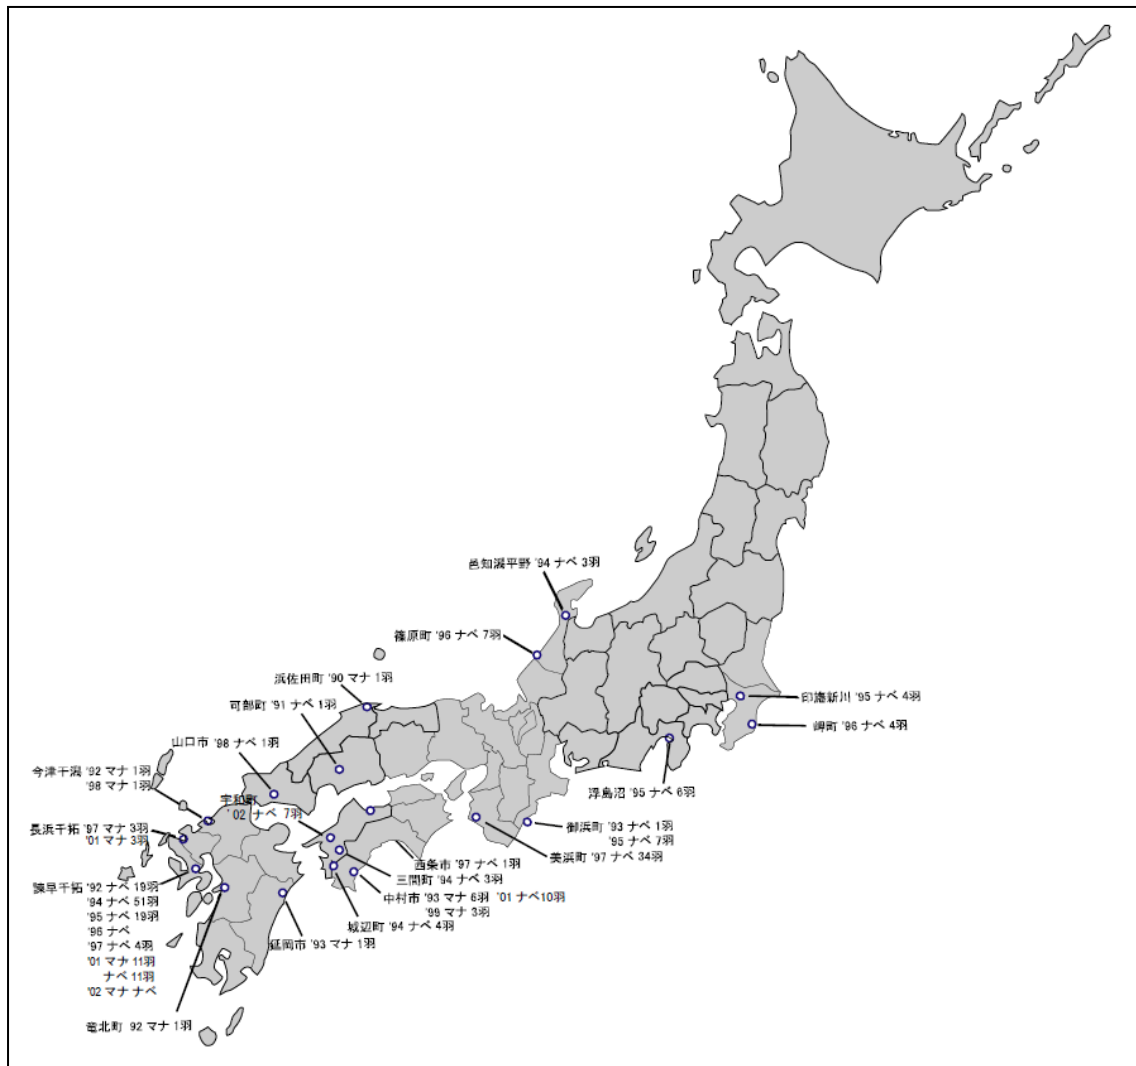 邑知潟平野 '94 ナベ 3羽
篠原町 '96 ナベ 7羽
浜佐田町 '90 マナ 1羽
可部町 '91 ナベ 1羽
印旛新川 '95 ナベ 4羽
岬町 '96 ナベ 4羽
山口市 '98 ナベ 1羽
今津干潟 '92 マナ 1羽
'98 マナ 1羽
浮島沼 '95 ナベ 6羽
宇和町
'02 ナベ 7羽
長浜干拓 '97 マナ 3羽
'01 マナ 3羽
御浜町 '93 ナベ 1羽
'95 ナベ 7羽
美浜町 '97 ナベ 34羽
西条市 '97 ナベ 1羽
三間町 '94 ナベ 3羽
諫早干拓 '92 ナベ 19羽
'94 ナベ 51羽
'95 ナベ 19羽
'96 ナベ
'97 ナベ 4羽
'01 マナ 11羽
ナベ 11羽
'02 マナ ナベ
中村市 '93 マナ 6羽 '01 ナベ10羽
'99 マナ 3羽
城辺町 '94 ナベ 4羽
延岡市 '93 マナ 1羽
竜北町 '92 マナ 1羽